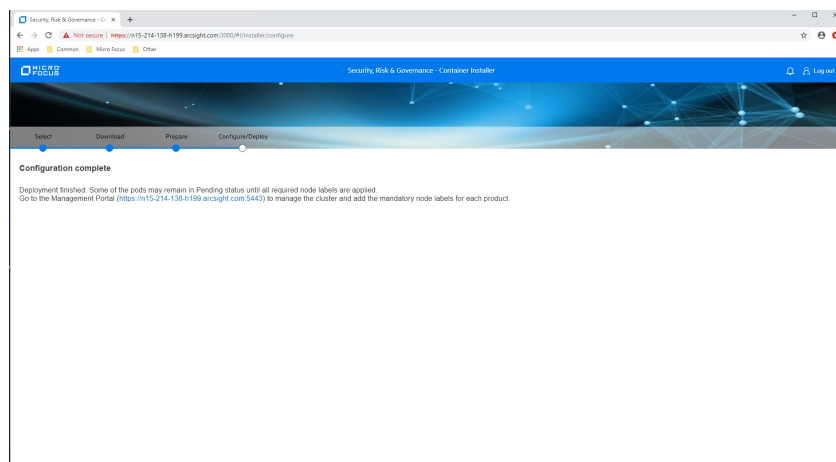 Security, Risk & Governance - Co
Not secure | https://n15-214-138-h199.arcsight.com:3000/#!/installer/configure
Apps Common Micro Focus Other
MICRO FOCUS
Security, Risk & Governance - Container Installer
Log out
Select Download Prepare Configure/Deploy
Configuration complete
Deployment finished. Some of the pods may remain in Pending status until all required node labels are applied.
Go to the Management Portal (https://n15-214-138-h199.arcsight.com:5443) to manage the cluster and add the mandatory node labels for each product.